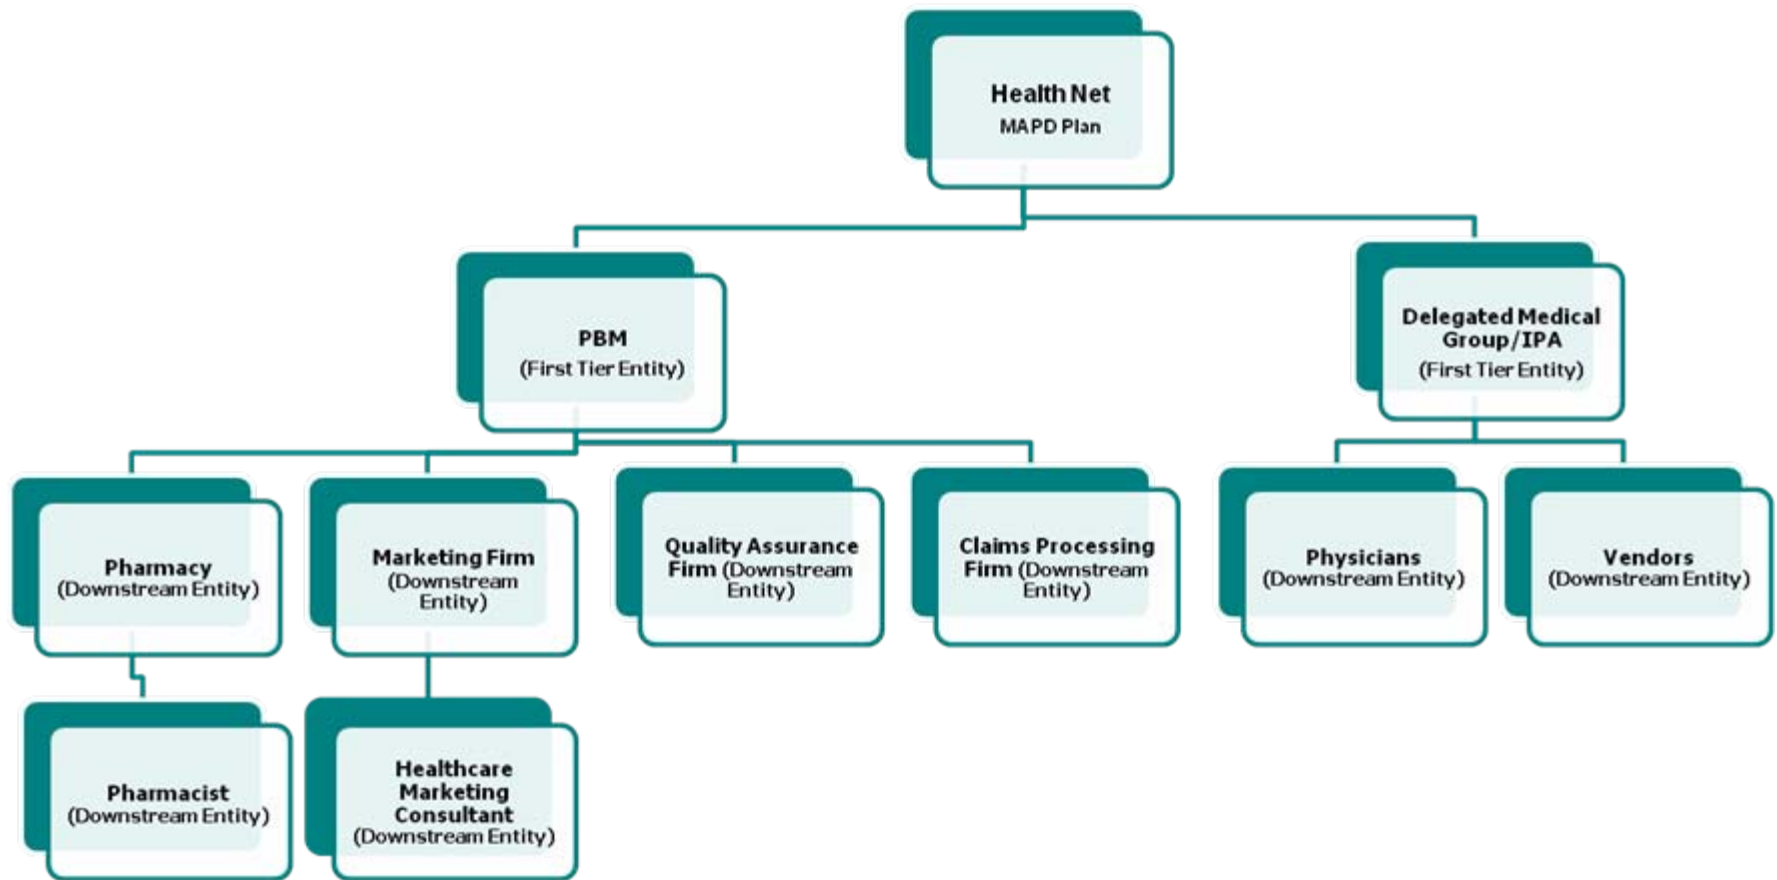 Health Net
MAPD Plan
PBM
(First Tier Entity)
Delegated Medical
Group/IPA
(First Tier Entity)
Pharmacy
(Downstream Entity)
Marketing Firm
(Downstream
Entity)
Quality Assurance
Firm (Downstream
Entity)
Claims Processing
Firm (Downstream
Entity)
Physicians
(Downstream Entity)
Vendors
(Downstream Entity)
Pharmacist
(Downstream Entity)
Healthcare
Marketing
Consultant
(Downstream Entity)